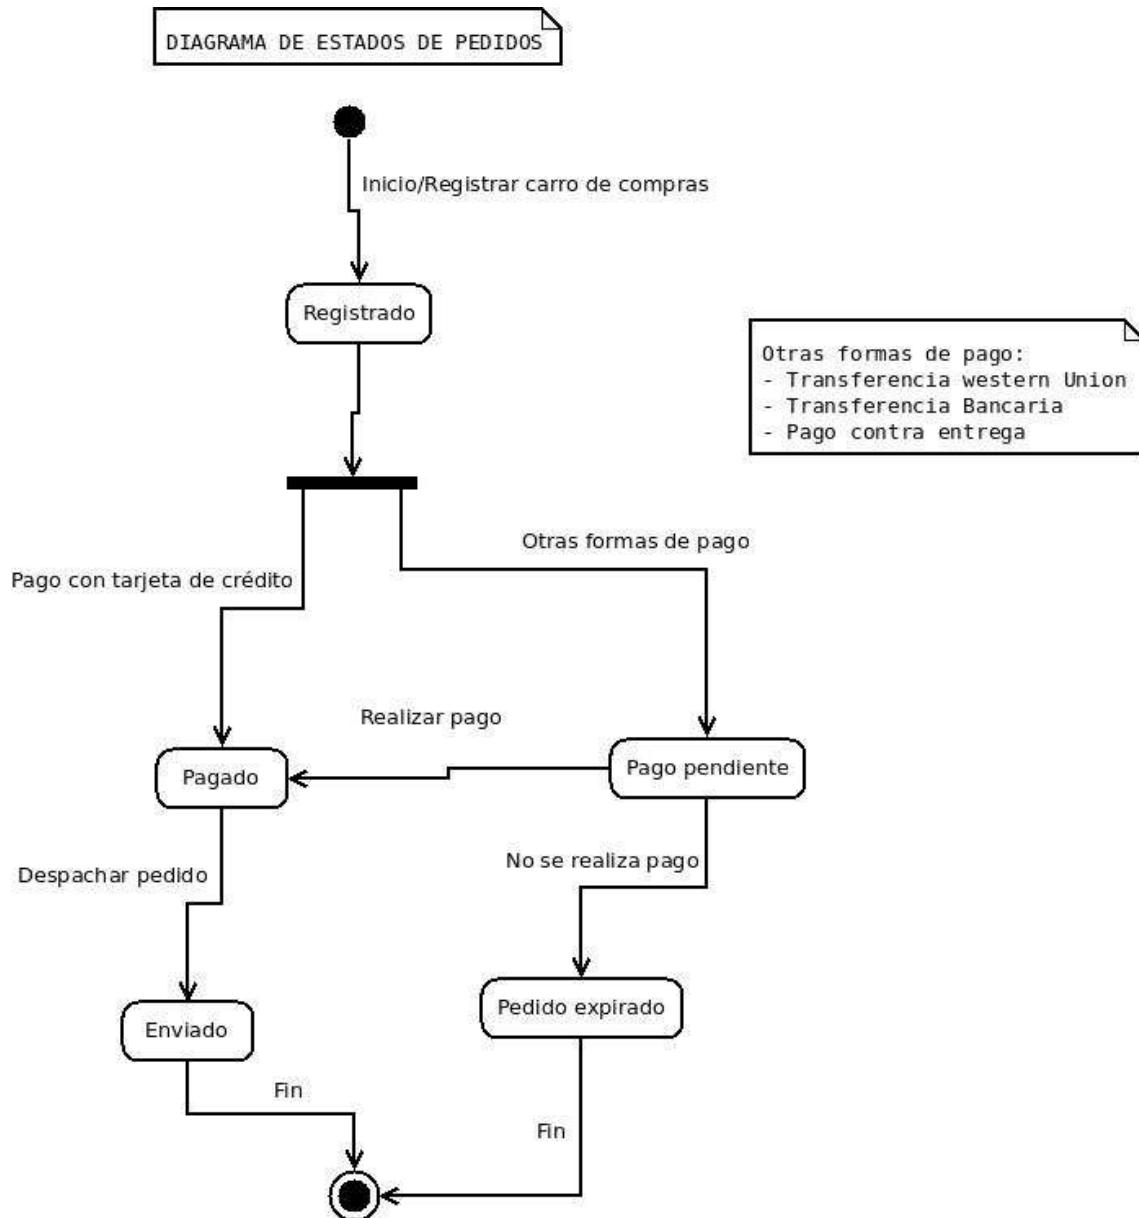 DIAGRAMA DE ESTADOS DE PEDIDOS
Inicio/Registrar carro de compras
Registrado
Otras formas de pago:
- Transferencia western Union
- Transferencia Bancaria
- Pago contra entrega
Otras formas de pago
Pago con tarjeta de crédito
Realizar pago
Pagado
Pago pendiente
Despachar pedido
No se realiza pago
Enviado
Pedido expirado
Fin
Fin